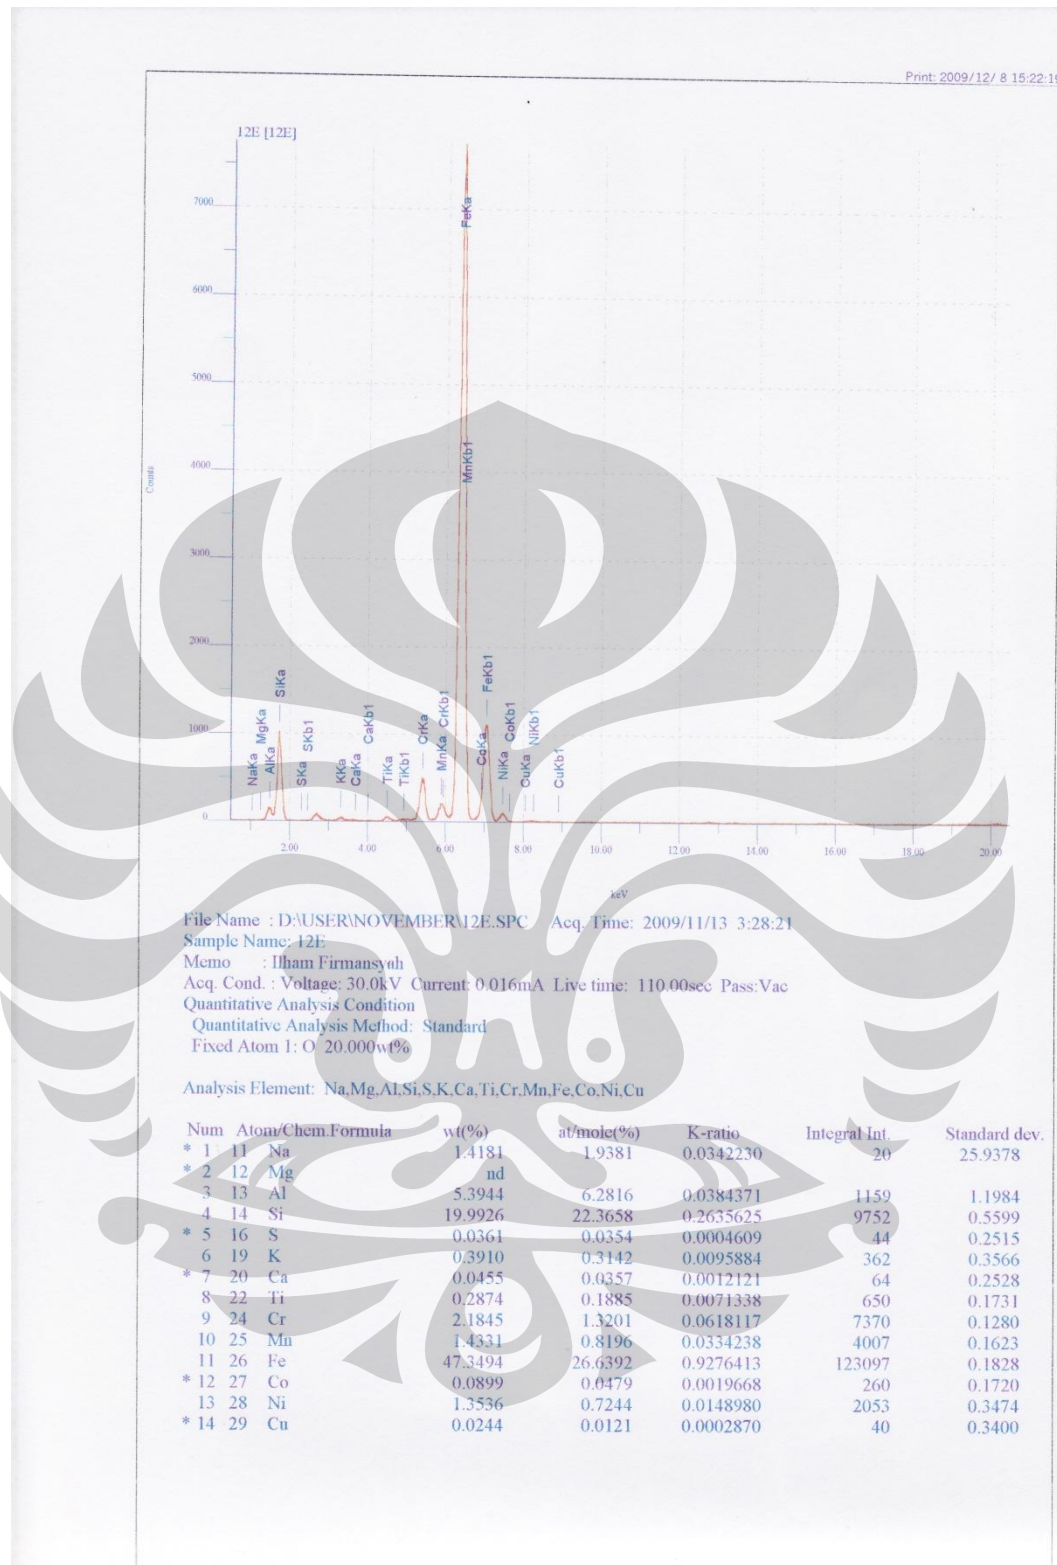 Print: 2009/12/ 8 15:22:19
12E [12E]
7000
6000
5000
4000
3000
2000
1000
0
Counts
FeKa
MnKb1
NaKa
MgKa
AlKa
SiKa
SKa
SKb1
KKa
CaKa
CaKb1
TiKa
TiKb1
CrKa
MnKa
CrKb1
CoKa
FeKb1
NiKa
CoKb1
CuKa
NiKb1
CuKb1
2.00 4.00 6.00 8.00 10.00 12.00 14.00 16.00 18.00 20.00
keV
File Name : D:\USER\NOVEMBER\12E.SPC Acq. Time: 2009/11/13 3:28:21
Sample Name: 12E
Memo : Ilham Firmansyah
Acq. Cond. : Voltage: 30.0kV Current: 0.016mA Live time: 110.00sec Pass:Vac
Quantitative Analysis Condition
Quantitative Analysis Method: Standard
Fixed Atom 1: O 20.000wt%
Analysis Element: Na,Mg,Al,Si,S,K,Ca,Ti,Cr,Mn,Fe,Co,Ni,Cu
Num Atom/Chem.Formula wt(%) at/mole(%) K-ratio Integral Int. Standard dev.
* 1 11 Na 1.4181 1.9381 0.0342230 20 25.9378
* 2 12 Mg nd
3 13 Al 5.3944 6.2816 0.0384371 1159 1.1984
4 14 Si 19.9926 22.3658 0.2635625 9752 0.5599
* 5 16 S 0.0361 0.0354 0.0004609 44 0.2515
6 19 K 0.3910 0.3142 0.0095884 362 0.3566
* 7 20 Ca 0.0455 0.0357 0.0012121 64 0.2528
8 22 Ti 0.2874 0.1885 0.0071338 650 0.1731
9 24 Cr 2.1845 1.3201 0.0618117 7370 0.1280
10 25 Mn 1.4331 0.8196 0.0334238 4007 0.1623
11 26 Fe 47.3494 26.6392 0.9276413 123097 0.1828
* 12 27 Co 0.0899 0.0479 0.0019668 260 0.1720
13 28 Ni 1.3536 0.7244 0.0148980 2053 0.3474
* 14 29 Cu 0.0244 0.0121 0.0002870 40 0.3400